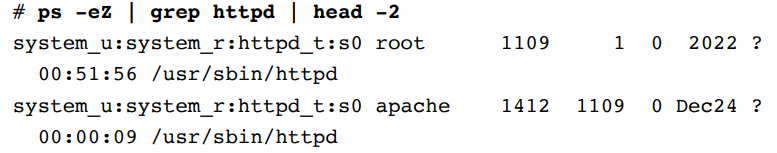 # ps -eZ | grep httpd | head -2
system_u:system_r:httpd_t:s0 root 1109 1 0 2022 ?
00:51:56 /usr/sbin/httpd
system_u:system_r:httpd_t:s0 apache 1412 1109 0 Dec24 ?
00:00:09 /usr/sbin/httpd